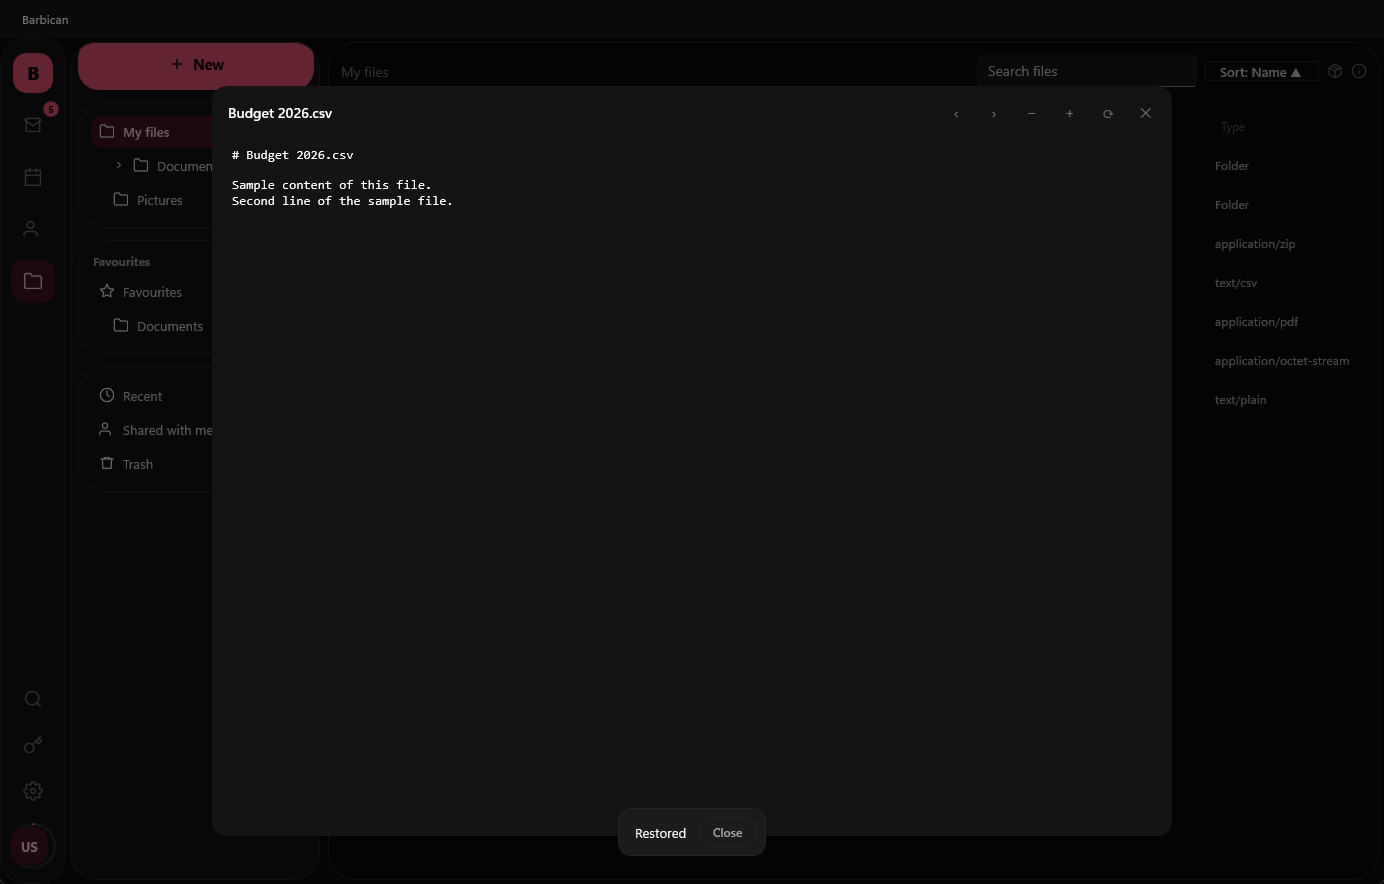 Barbican
B
5
US
+ New
My files
Documen
Pictures
Favourites
Favourites
Documents
Recent
Shared with me
Trash
My files
Search files
Sort: Name ▲
Type
Folder
Folder
application/zip
text/csv
application/pdf
application/octet-stream
text/plain
Budget 2026.csv
# Budget 2026.csv
Sample content of this file.
Second line of the sample file.
Restored
Close